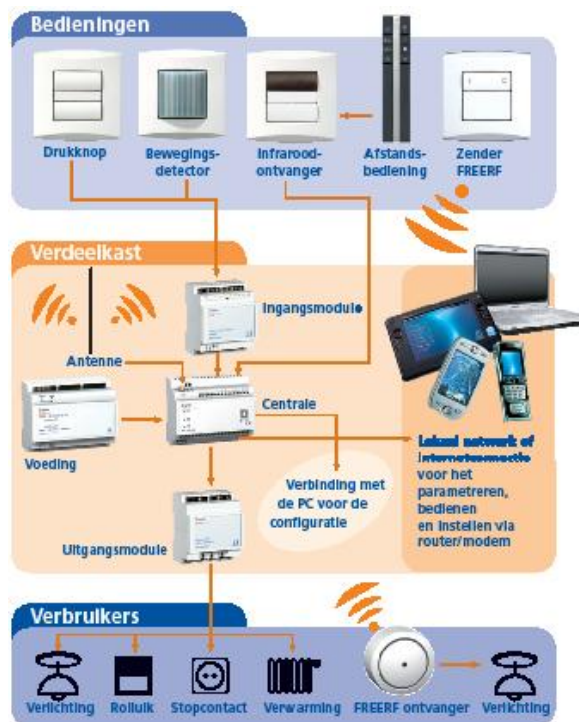 Bedieningen
Drukknop
Bewegings-
detector
Infrarood-
ontvanger
Afstands-
bediening
Zender
FREERF
Verdeelkast
Ingangsmodule
Antenne
Centrale
Voeding
Verbinding met
de PC voor de
configuratie
Lokaal netwerk of
internetconnectie
voor het
parametreren,
bedienen
en instellen via
router/modem
Uitgangsmodule
Verbruikers
Verlichting
Rolluik
Stopcontact
Verwarming
FREERF ontvanger
Verlichting